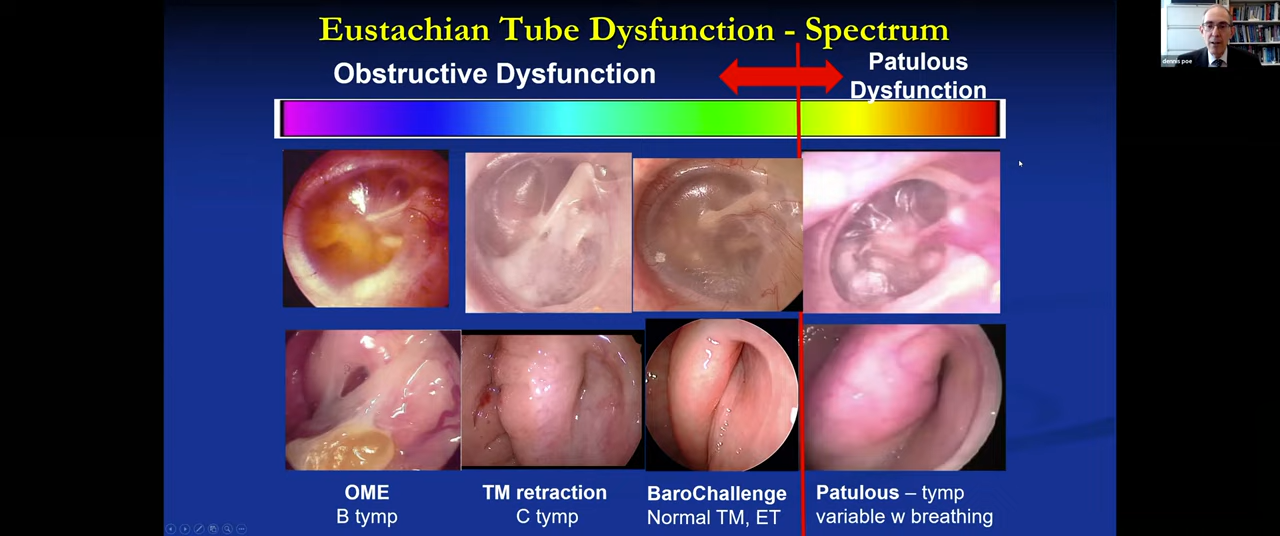 Eustachian Tube Dysfunction - Spectrum
Obstructive Dysfunction
Patulous
Dysfunction
dennis poe
OME
B tymp
TM retraction
C tymp
BaroChallenge
Normal TM, ET
Patulous – tymp
variable w breathing